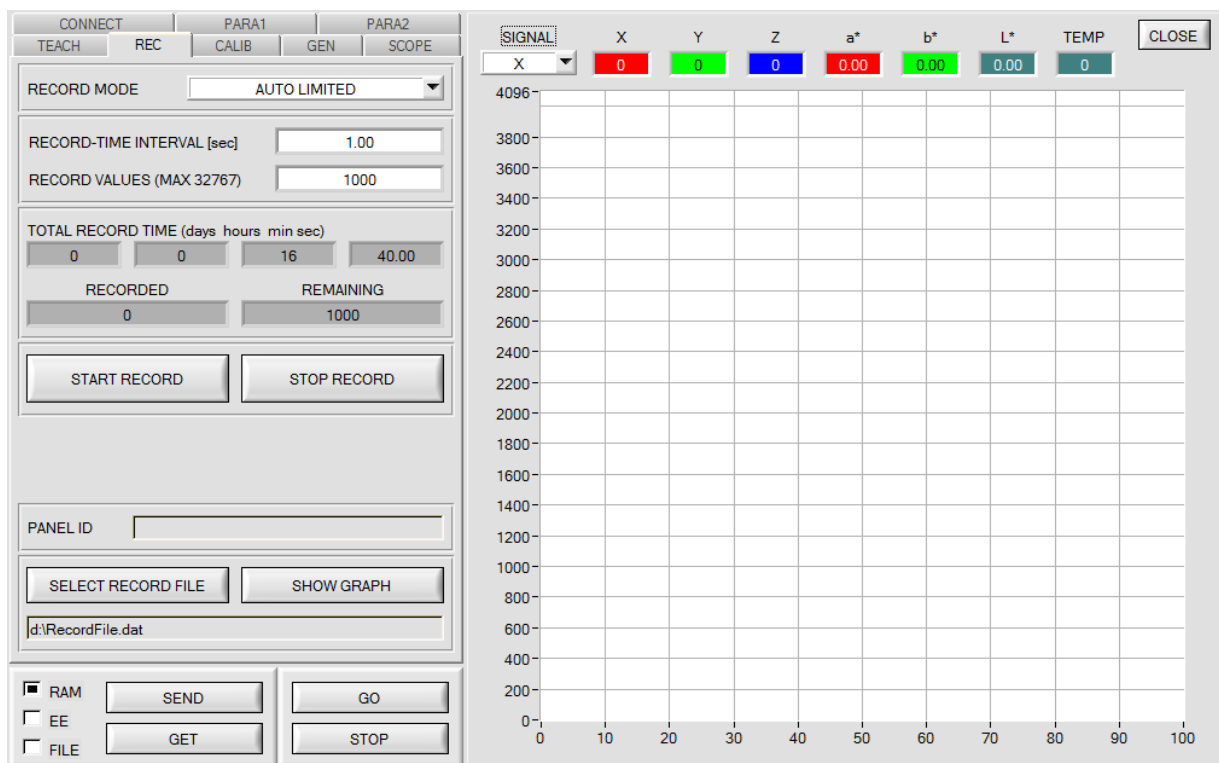 CONNECT PARA1 PARA2
TEACH REC CALIB GEN SCOPE
RECORD MODE AUTO LIMITED
RECORD-TIME INTERVAL [sec] 1.00
RECORD VALUES (MAX 32767) 1000
TOTAL RECORD TIME (days hours min sec)
0 0 16 40.00
RECORDED REMAINING
0 1000
START RECORD STOP RECORD
PANEL ID
SELECT RECORD FILE SHOW GRAPH
d:\RecordFile.dat
RAM
EE
FILE
SEND
GET
GO
STOP
SIGNAL X Y Z a* b* L* TEMP CLOSE
X 0 0 0 0.00 0.00 0.00 0
4096
3800
3600
3400
3200
3000
2800
2600
2400
2200
2000
1800
1600
1400
1200
1000
800
600
400
200
0
0 10 20 30 40 50 60 70 80 90 100